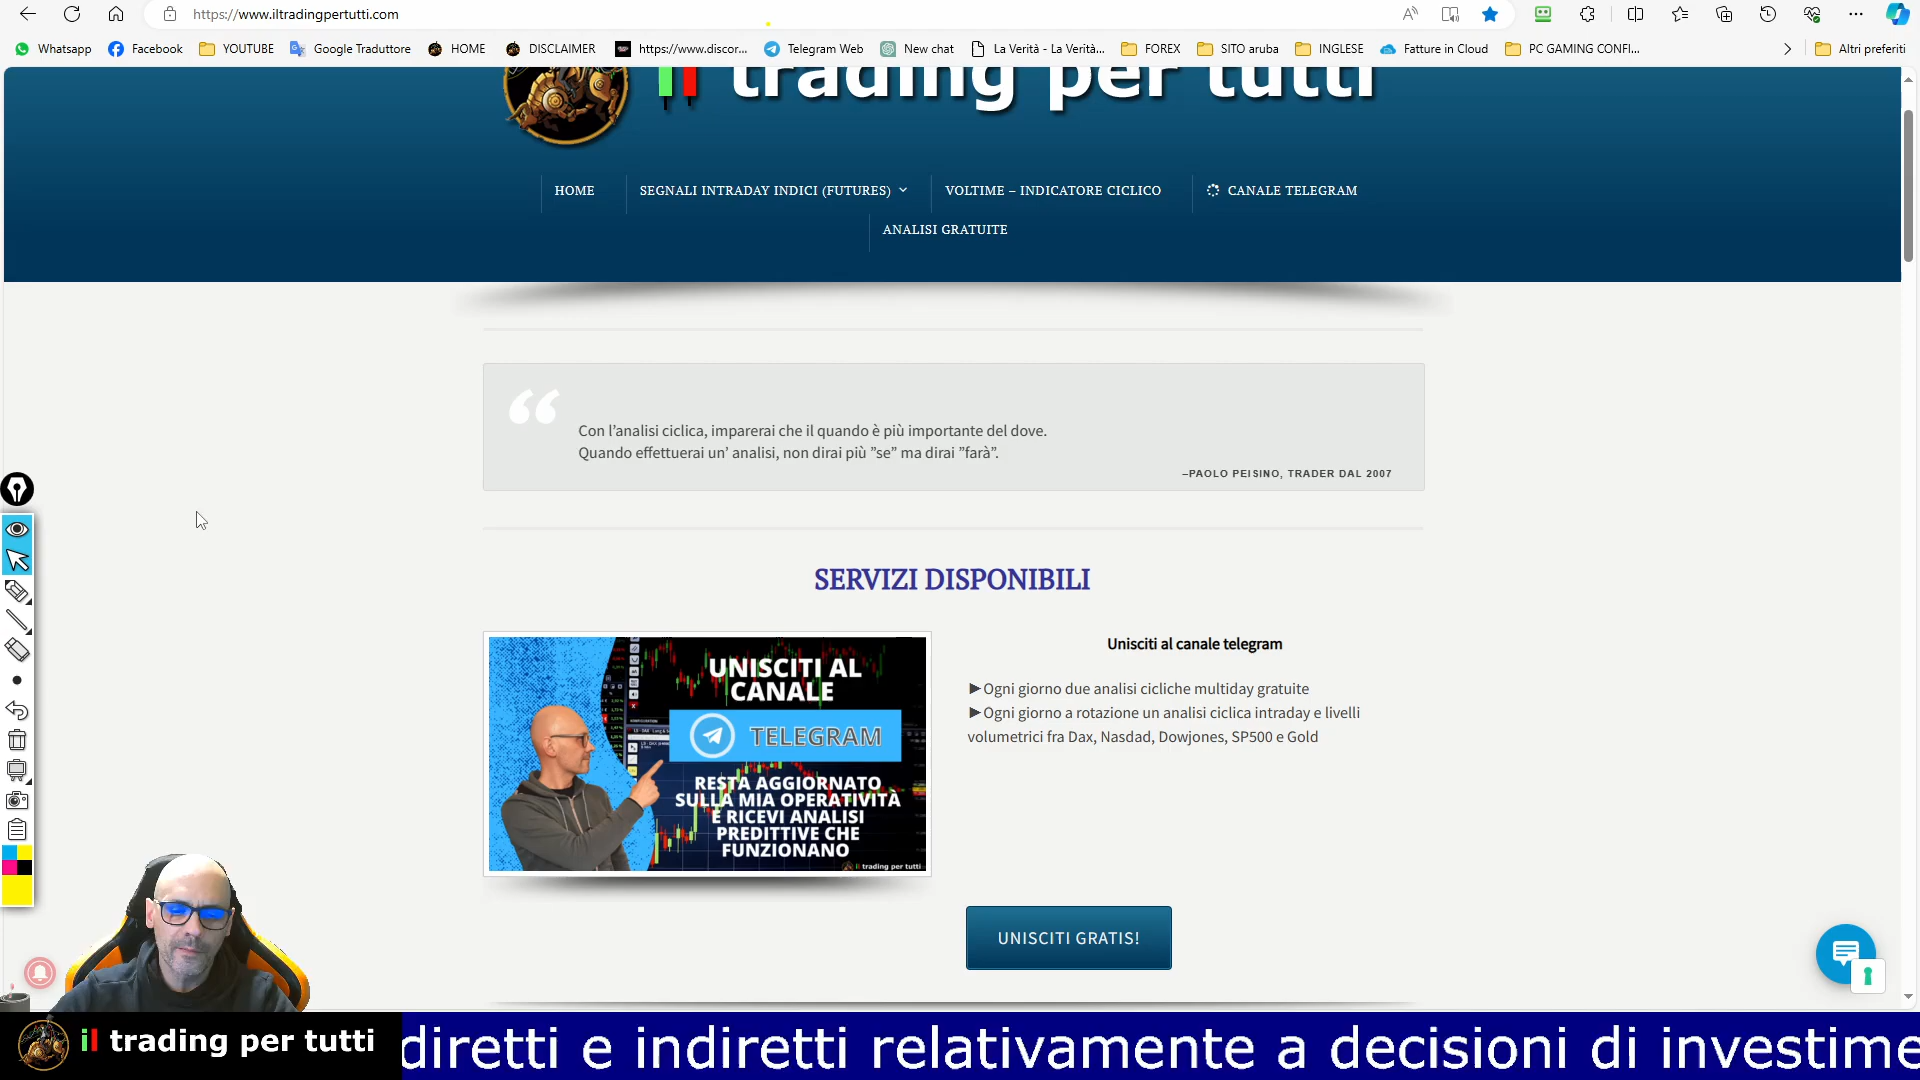 https://www.iltradingpertutti.com
Whatsapp
Facebook
YOUTUBE
Google Traduttore
HOME
DISCLAIMER
https://www.discor...
Telegram Web
New chat
La Verità - La Verità...
FOREX
SITO aruba
INGLESE
Fatture in Cloud
PC GAMING CONFI...
Altri preferiti
il trading per tutti
HOME
SEGNALI INTRADAY INDICI (FUTURES)
VOLTIME – INDICATORE CICLICO
CANALE TELEGRAM
ANALISI GRATUITE
Con l'analisi ciclica, imparerai che il quando è più importante del dove.
Quando effettuerai un' analisi, non dirai più ”se” ma dirai ”farà”.
–PAOLO PEISINO, TRADER DAL 2007
SERVIZI DISPONIBILI
UNISCITI AL
CANALE
TELEGRAM
RESTA AGGIORNATO
SULLA MIA OPERATIVITÀ
E RICEVI ANALISI
PREDITTIVE CHE
FUNZIONANO
il trading per tutti
Unisciti al canale telegram
►Ogni giorno due analisi cicliche multiday gratuite
►Ogni giorno a rotazione un analisi ciclica intraday e livelli
volumetrici fra Dax, Nasdad, Dowjones, SP500 e Gold
UNISCITI GRATIS!
il trading per tutti
diretti e indiretti relativamente a decisioni di investime